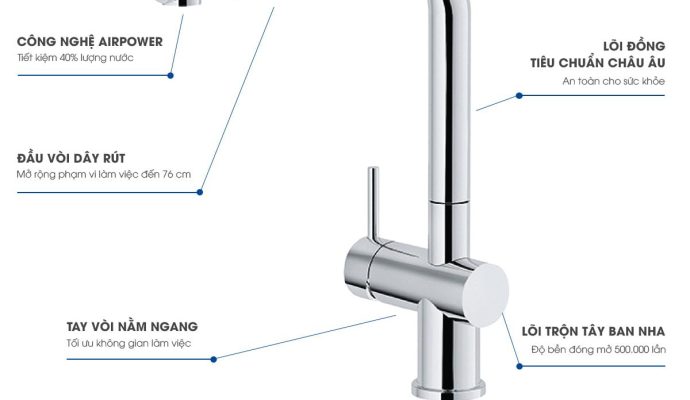 CÔNG NGHỆ AIRPOWER
Tiết kiệm 40% lượng nước
LÕI ĐỒNG
TIÊU CHUẨN CHÂU ÂU
An toàn cho sức khỏe
ĐẦU VÒI DÂY RÚT
Mở rộng phạm vi làm việc đến 76 cm
TAY VÒI NẰM NGANG
Tối ưu không gian làm việc
LÕI TRỘN TÂY BAN NHA
Độ bền đóng mở 500.000 lần